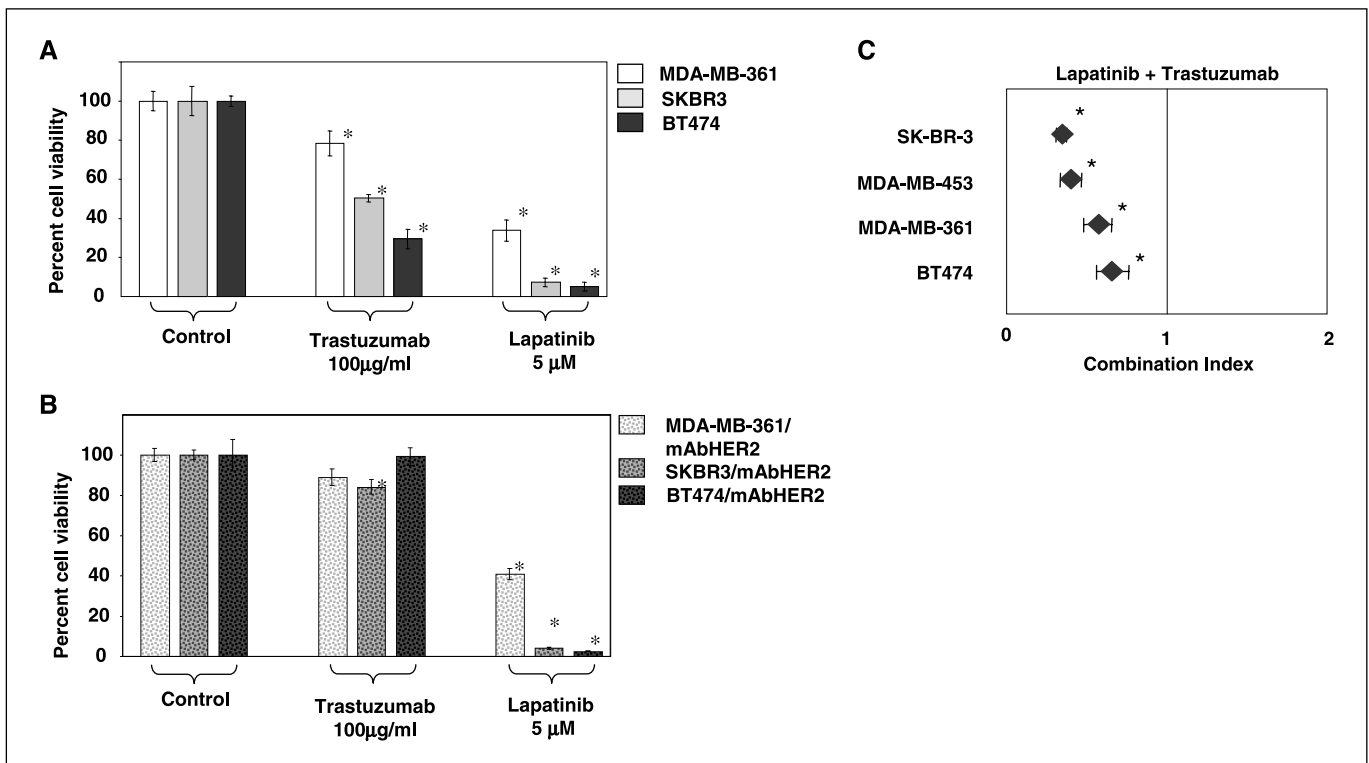 A
Percent cell viability
100
80
60
40
20
0
*
*
*
*
*
*
Control
Trastuzumab
100μg/ml
Lapatinib
5 μM
MDA-MB-361
SKBR3
BT474
B
Percent cell viability
100
80
60
40
20
0
*
*
*
*
Control
Trastuzumab
100μg/ml
Lapatinib
5 μM
MDA-MB-361/
mAbHER2
SKBR3/mAbHER2
BT474/mAbHER2
C
Lapatinib + Trastuzumab
SK-BR-3
*
MDA-MB-453
*
MDA-MB-361
*
BT474
*
0 1 2
Combination Index